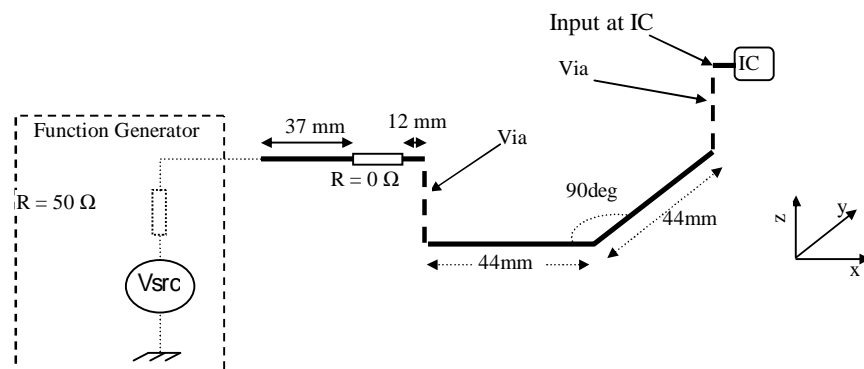 Input at IC
IC
Via
Function Generator
37 mm
12 mm
Via
R = 0 Ω
R = 50 Ω
90deg
44mm
44mm
Vsrc
z
y
x